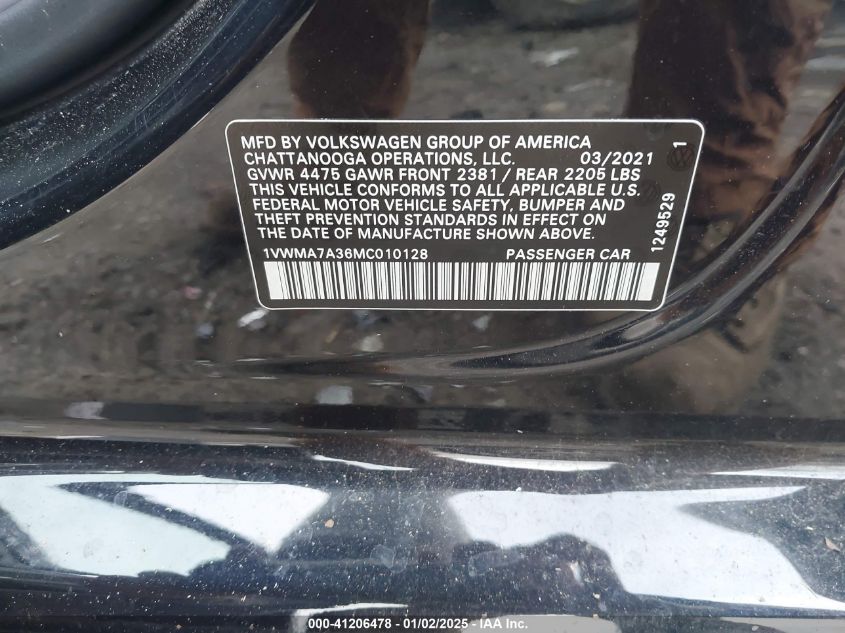 MFD BY VOLKSWAGEN GROUP OF AMERICA
CHATTANOOGA OPERATIONS, LLC. 03/2021
GVWR 4475 GAWR FRONT 2381 / REAR 2205 LBS
THIS VEHICLE CONFORMS TO ALL APPLICABLE U.S.
FEDERAL MOTOR VEHICLE SAFETY, BUMPER AND
THEFT PREVENTION STANDARDS IN EFFECT ON
THE DATE OF MANUFACTURE SHOWN ABOVE.
1VWMA7A36MC010128 PASSENGER CAR
1249529 1
000-41206478 - 01/02/2025 - IAA Inc.